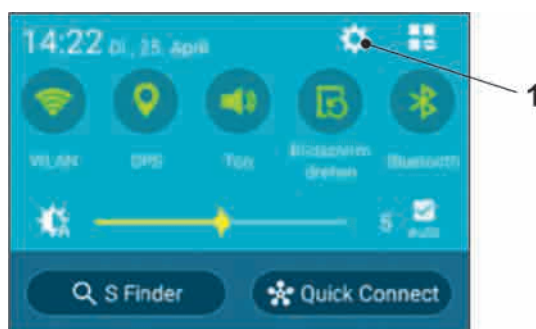 14:22 Di., 25. April
1
WLAN GPS Ton Bildschirm drehen Bluetooth
A 5 auto
S Finder Quick Connect